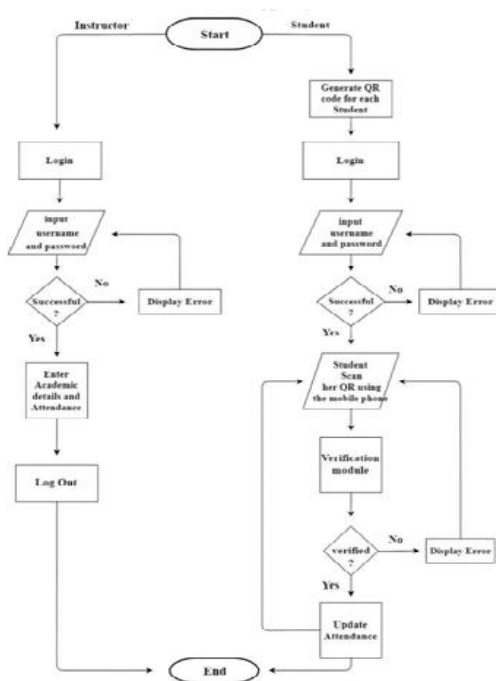 Instructor
Start
Student
Generate QR
code for each
Student
Login
Login
input
username
and password
input
username
and password
Successful
?
No
Display Error
Successful
?
No
Display Error
Yes
Yes
Enter
Academic
details and
Attendance
Student
Scan
her QR using
the mobile phone
Log Out
Verification
module
verified
?
No
Display Error
Yes
Update
Attendance
End